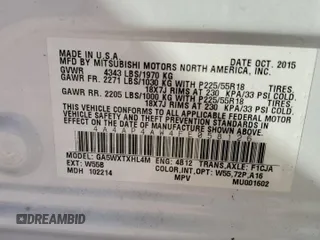 MADE IN U.S.A. DATE OCT. 2015
BY MITSUBISHI MOTORS NORTH AMERICA, INC.
GVWR 4343 LBS/1970 KG
GAWR FR. 2271 LBS/1030 KG WITH P225/55R18 TIRES,
18X7J RIMS AT 230 KPA/33 PSI COLD
GAWR RR. 2205 LBS/1000 KG WITH P225/55R18 TIRES,
18X7J RIMS AT 230 KPA/33 PSI COLD
THIS VEHICLE CONFORMS TO ALL APPLICABLE FEDERAL MOTOR
VEHICLE SAFETY AND THEFT PREVENTION STANDARDS IN EFFECT
ON THE DATE OF MANUFACTURE SHOWN ABOVE.
MODEL: GA5WXTXHL4M ENG: 4B12 TRANS,AXLE: F1CJA
EXT: W55B COLOR,INT,OPT: W55,72P,A16
MDH 102214 MPV MU001602
DREAMBID